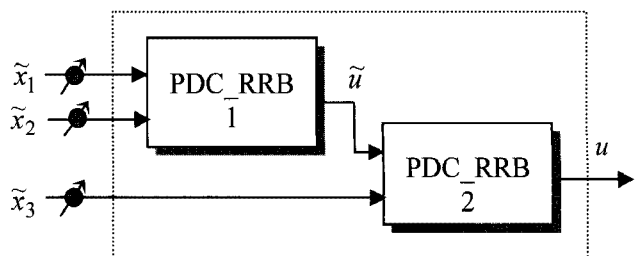 x̃1
PDC_RRB
1
ũ
x̃2
PDC_RRB
2
u
x̃3